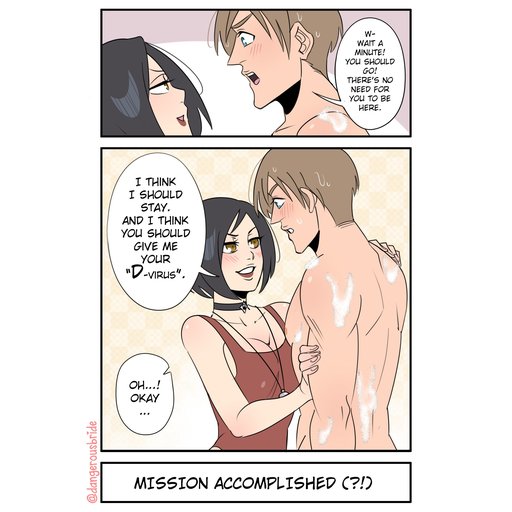 W-
WAIT A
MINUTE!
YOU SHOULD
GO!
THERE'S NO
NEED FOR
YOU TO BE
HERE.
I THINK
I SHOULD
STAY.
AND I THINK
YOU SHOULD
GIVE ME
YOUR
"D-VIRUS".
OH...!
OKAY
...
@dangerousbride
MISSION ACCOMPLISHED (?!)